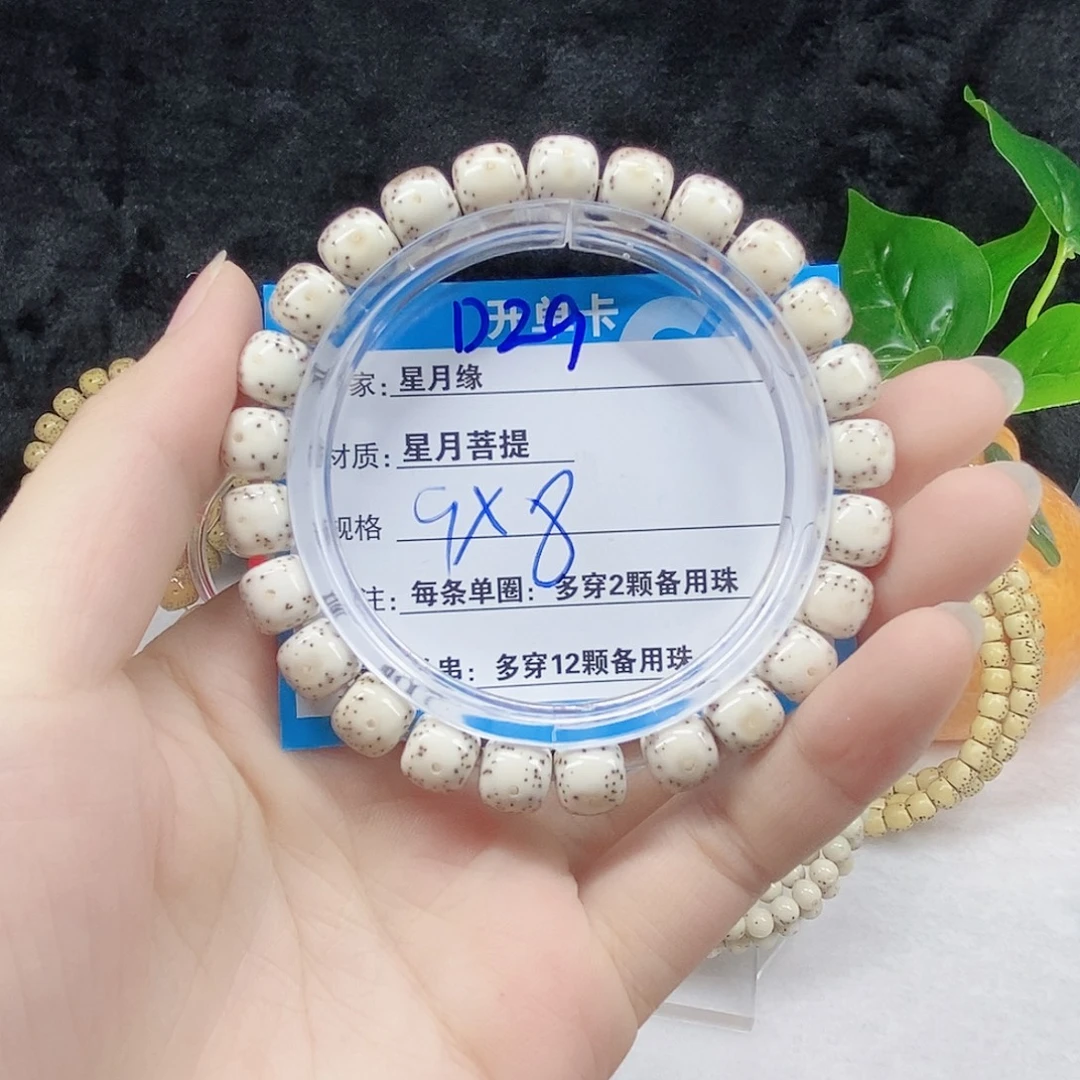 开单卡
D29
家：星月缘
材质：星月菩提
规格 9X8
注：每条单圈：多穿2颗备用珠
串：多穿12颗备用珠